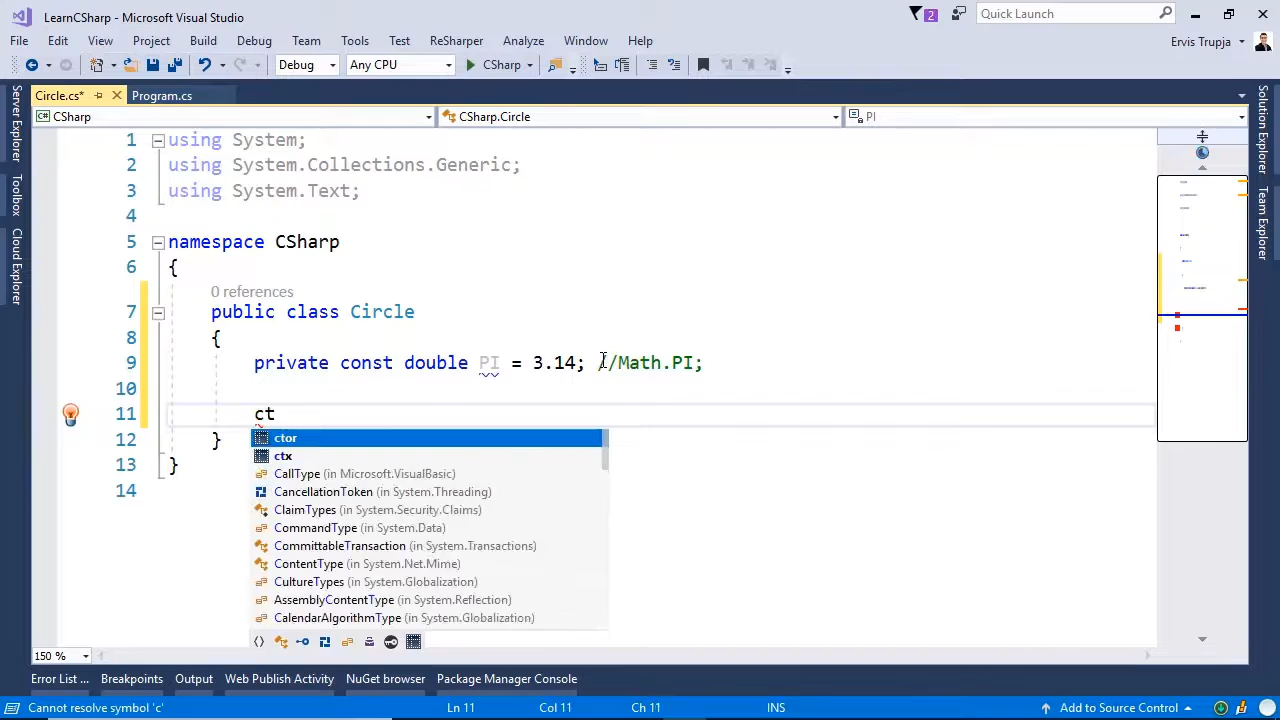 LearnCSharp - Microsoft Visual Studio
2
Quick Launch
File Edit View Project Build Debug Team Tools Test ReSharper Analyze Window Help
Ervis Trupja
Debug Any CPU CSharp
Circle.cs* Program.cs
CSharp CSharp.Circle PI
Server Explorer
Toolbox
Cloud Explorer
Solution Explorer
Team Explorer
1 using System;
2 using System.Collections.Generic;
3 using System.Text;
4
5 namespace CSharp
6 {
0 references
7 public class Circle
8 {
9 private const double PI = 3.14; //Math.PI;
10
11 ct
12 }
13 }
14
ctor
ctx
CallType (in Microsoft.VisualBasic)
CancellationToken (in System.Threading)
ClaimTypes (in System.Security.Claims)
CommandType (in System.Data)
CommittableTransaction (in System.Transactions)
ContentType (in System.Net.Mime)
CultureTypes (in System.Globalization)
AssemblyContentType (in System.Reflection)
CalendarAlgorithmType (in System.Globalization)
150 %
Error List ... Breakpoints Output Web Publish Activity NuGet browser Package Manager Console
Cannot resolve symbol 'c' Ln 11 Col 11 Ch 11 INS Add to Source Control